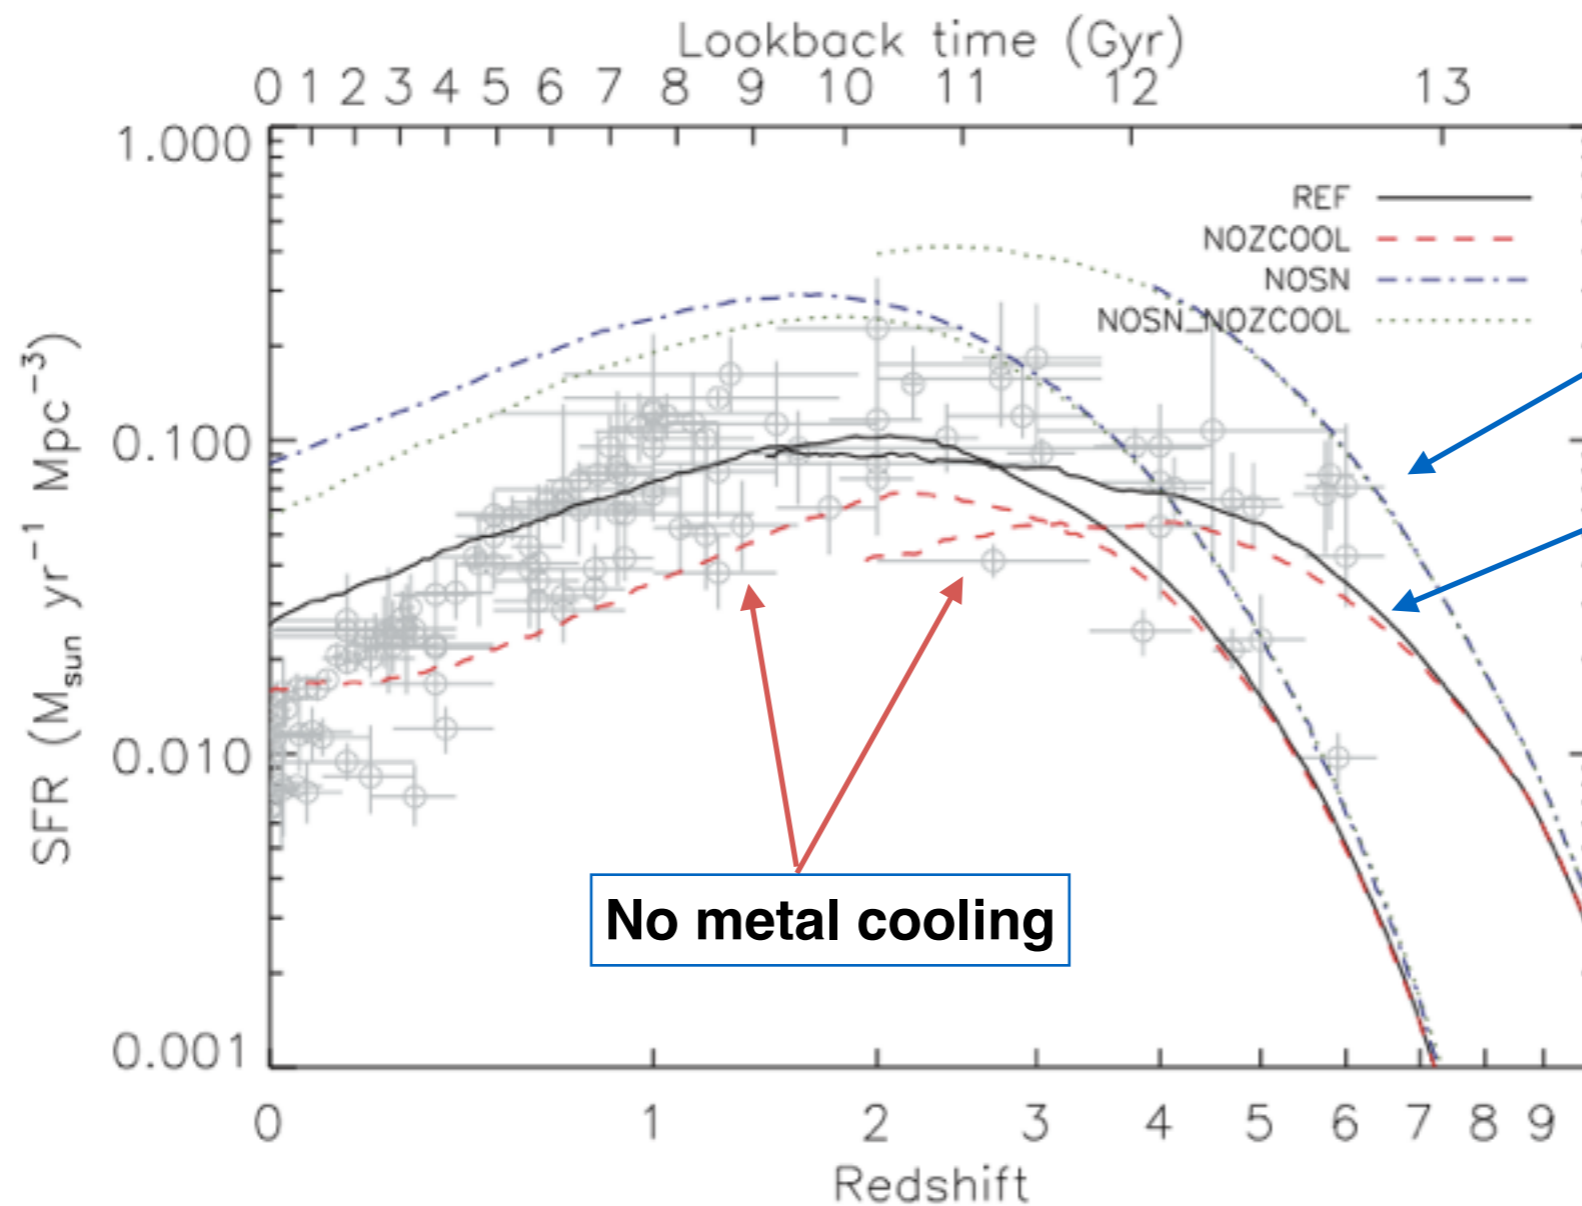 Lookback time (Gyr)
0 1 2 3 4 5 6 7 8 9 10 11 12 13
1.000
0.100
0.010
0.001
SFR (Msun yr−1 Mpc−3)
REF
NOZCOOL
NOSN
NOSN_NOZCOOL
No metal cooling
0 1 2 3 4 5 6 7 8 9
Redshift